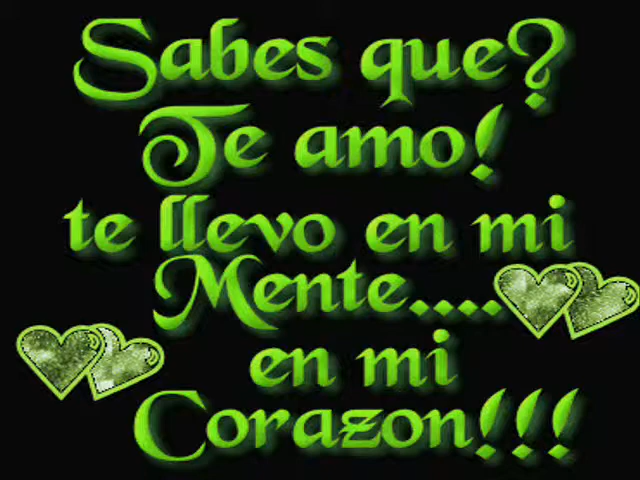 Sabes que?
Te amo!
te llevo en mi
Mente....
en mi
Corazon!!!